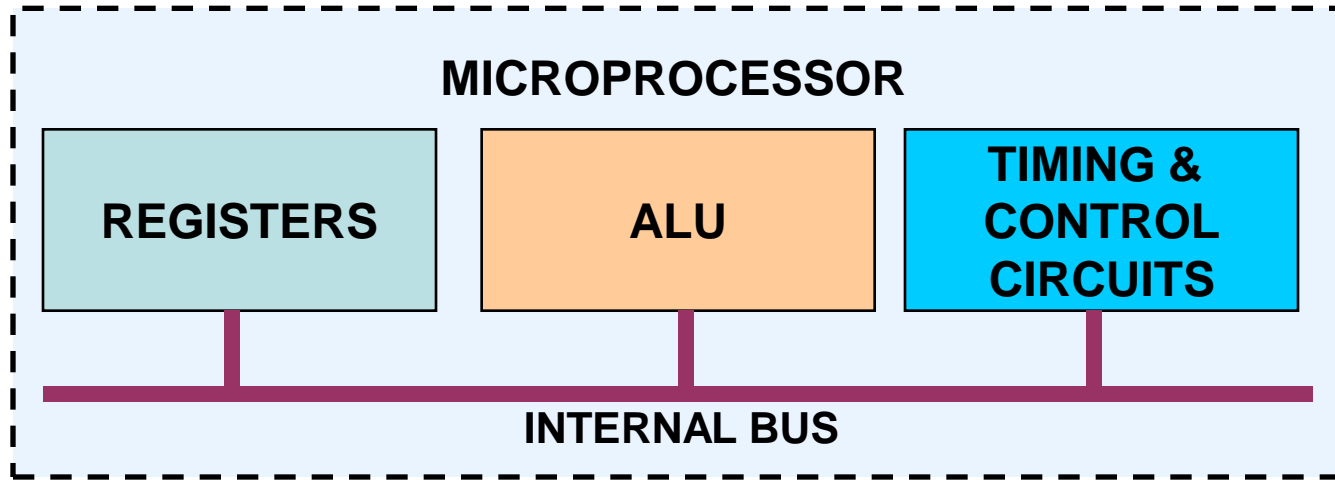 MICROPROCESSOR
REGISTERS
ALU
TIMING &
CONTROL
CIRCUITS
INTERNAL BUS